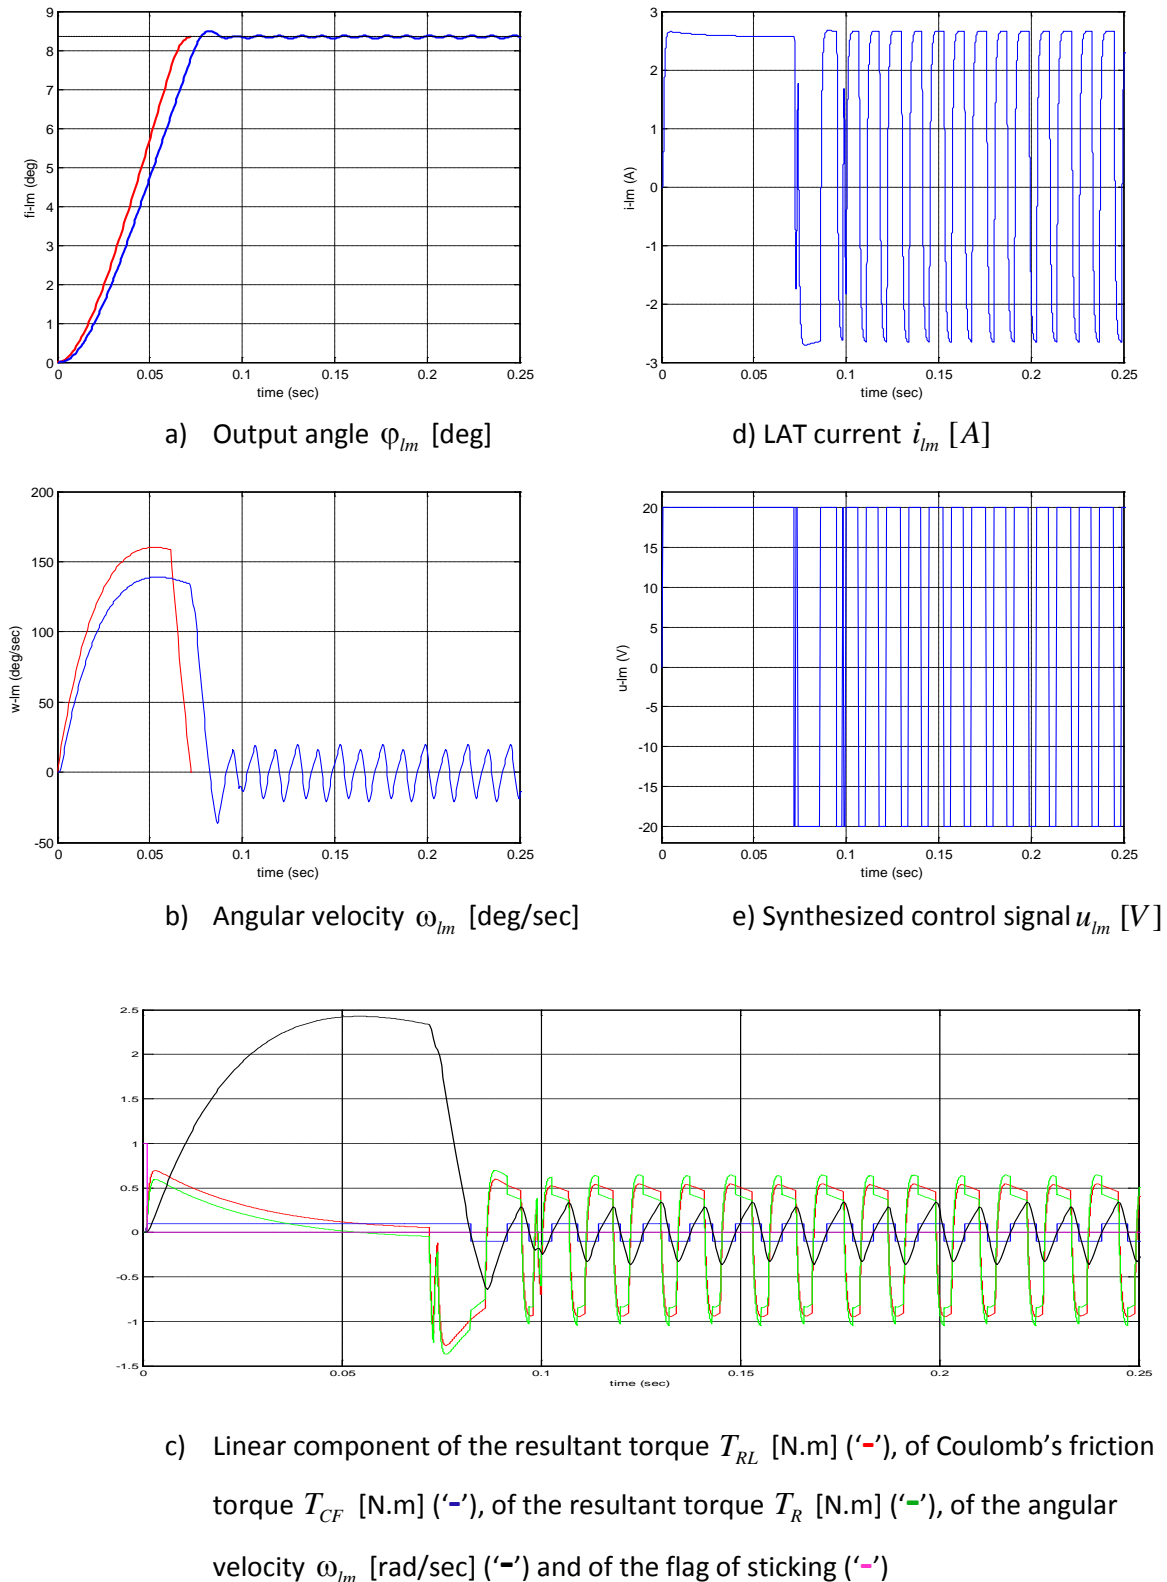 9
8
7
6
5
4
3
2
1
0
fi-lm (deg)
0 0.05 0.1 0.15 0.2 0.25
time (sec)
a) Output angle φlm [deg]
3
2
1
0
-1
-2
-3
i-lm (A)
0 0.05 0.1 0.15 0.2 0.25
time (sec)
d) LAT current ilm [A]
200
150
100
50
0
-50
w-lm (deg/sec)
0 0.05 0.1 0.15 0.2 0.25
time (sec)
b) Angular velocity ωlm [deg/sec]
20
15
10
5
0
-5
-10
-15
-20
u-lm (V)
0 0.05 0.1 0.15 0.2 0.25
time (sec)
e) Synthesized control signal ulm [V]
2.5
2
1.5
1
0.5
0
-0.5
-1
-1.5
0 0.05 0.1 0.15 0.2 0.25
time (sec)
c) Linear component of the resultant torque TRL [N.m] (‘-’), of Coulomb’s friction
torque TCF [N.m] (‘-’), of the resultant torque TR [N.m] (‘-’), of the angular
velocity ωlm [rad/sec] (‘-’) and of the flag of sticking (‘-’)